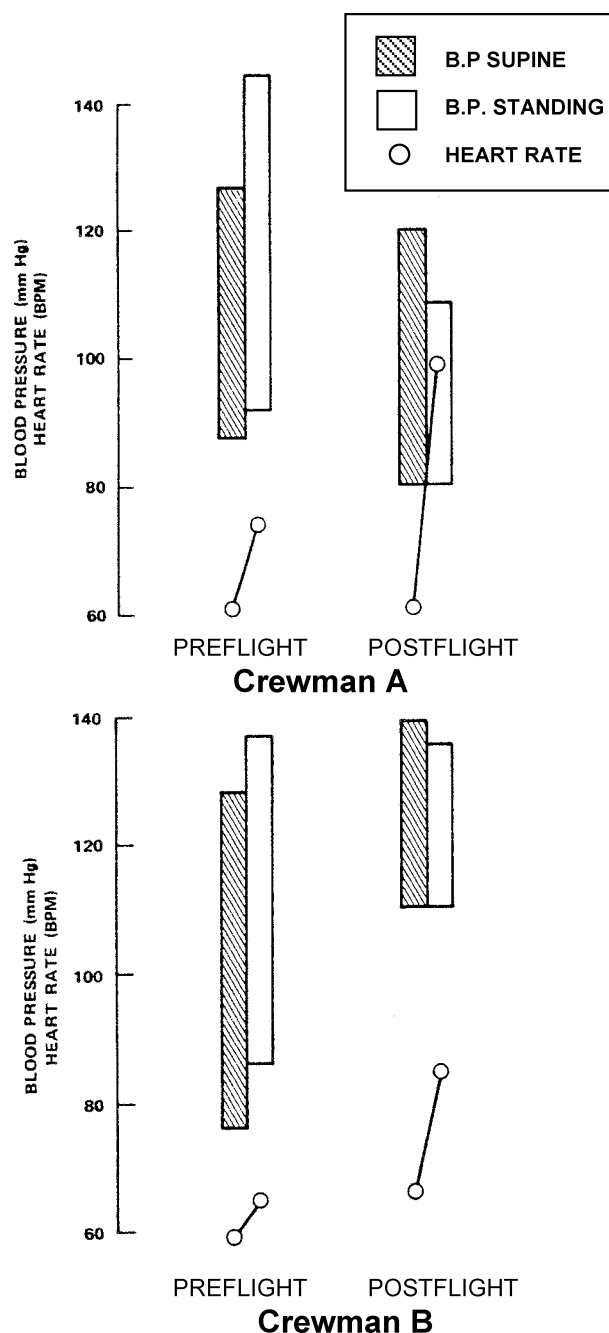 B.P SUPINE
B.P. STANDING
HEART RATE
BLOOD PRESSURE (mm Hg)
HEART RATE (BPM)
140
120
100
80
60
PREFLIGHT POSTFLIGHT
Crewman A
BLOOD PRESSURE (mm Hg)
HEART RATE (BPM)
140
120
100
80
60
PREFLIGHT POSTFLIGHT
Crewman B